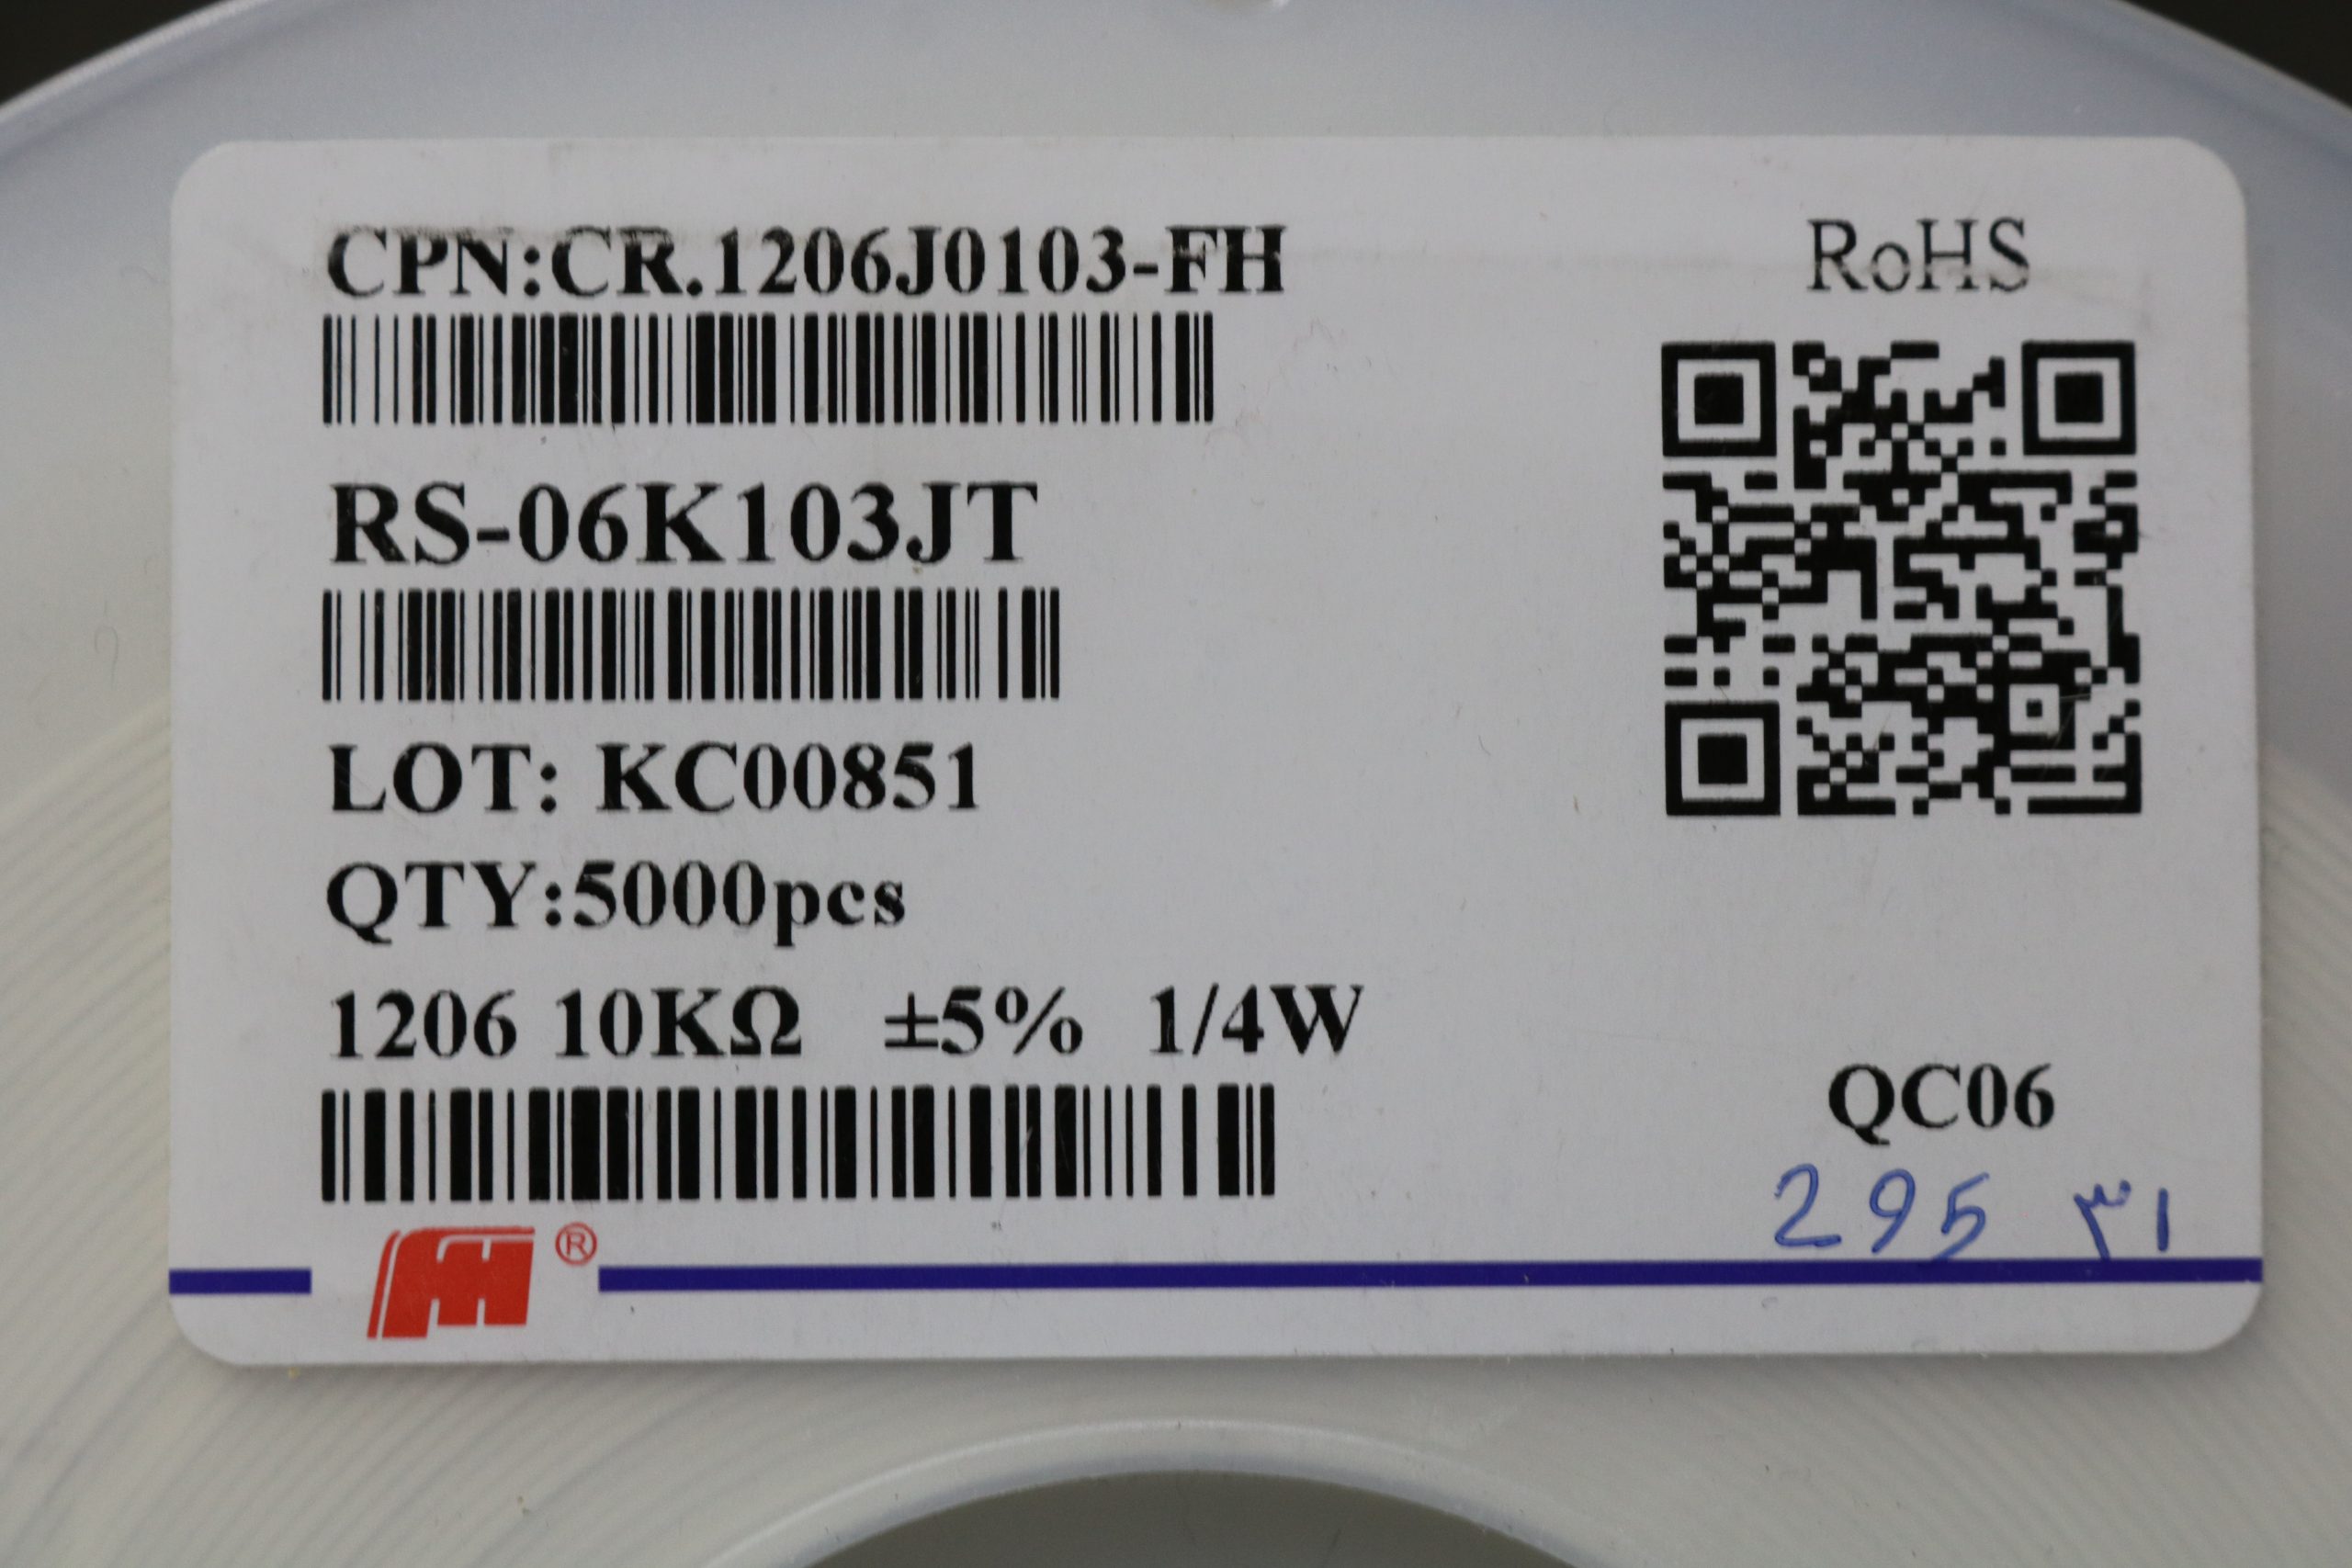 CPN:CR.1206J0103-FH
RoHS
RS-06K103JT
LOT: KC00851
QTY:5000pcs
1206 10KΩ ±5% 1/4W
QC06
295 ۳۱
®